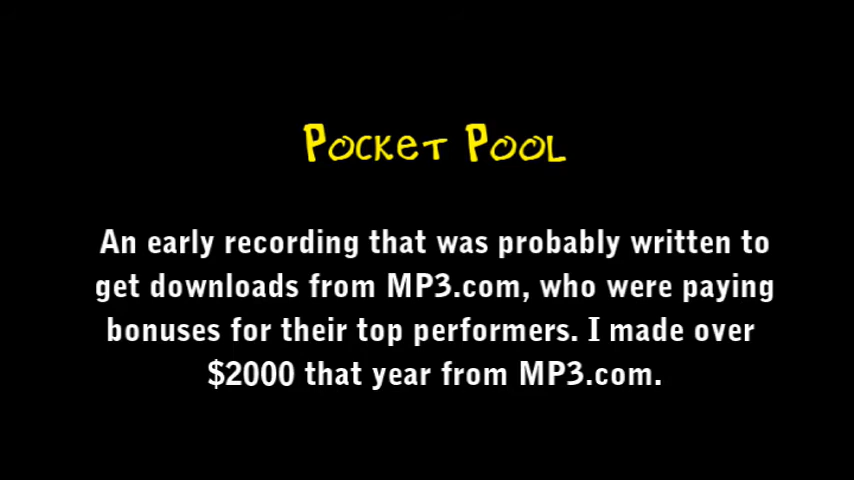 Pocket Pool
An early recording that was probably written to
get downloads from MP3.com, who were paying
bonuses for their top performers. I made over
$2000 that year from MP3.com.